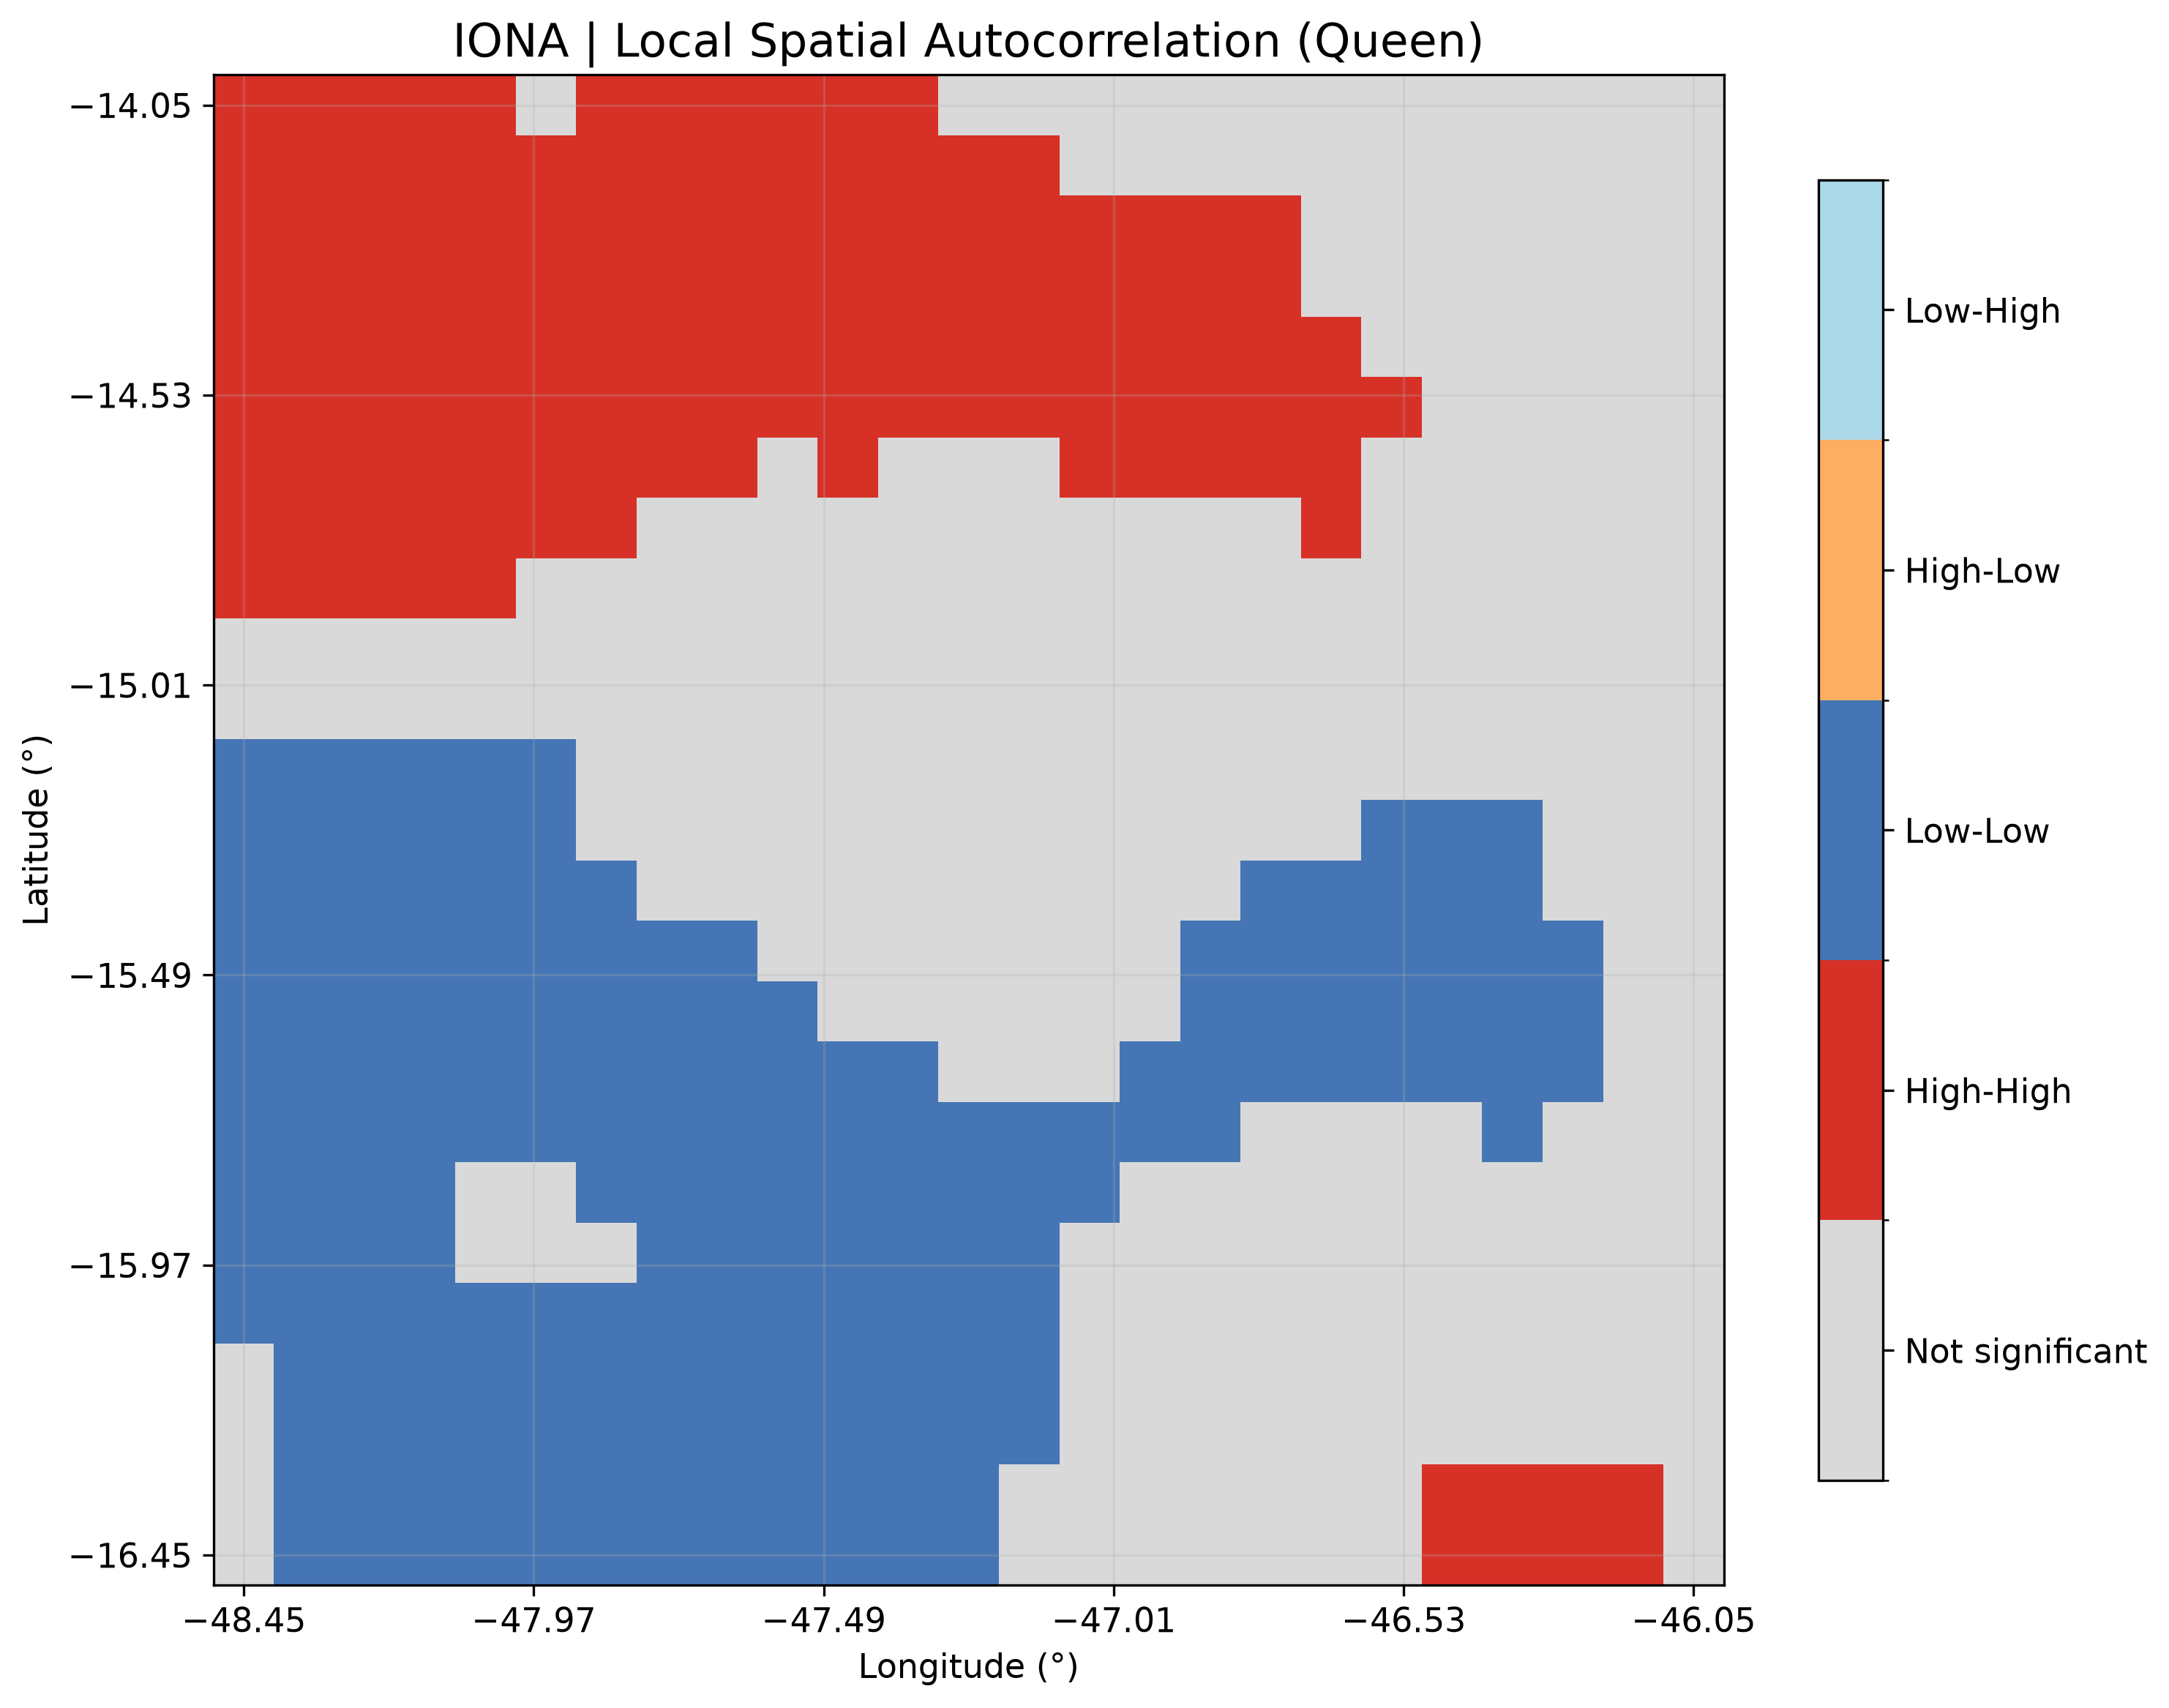 IONA | Local Spatial Autocorrelation (Queen)
−14.05
−14.53
−15.01
−15.49
−15.97
−16.45
Latitude (°)
−48.45
−47.97
−47.49
−47.01
−46.53
−46.05
Longitude (°)
Low-High
High-Low
Low-Low
High-High
Not significant